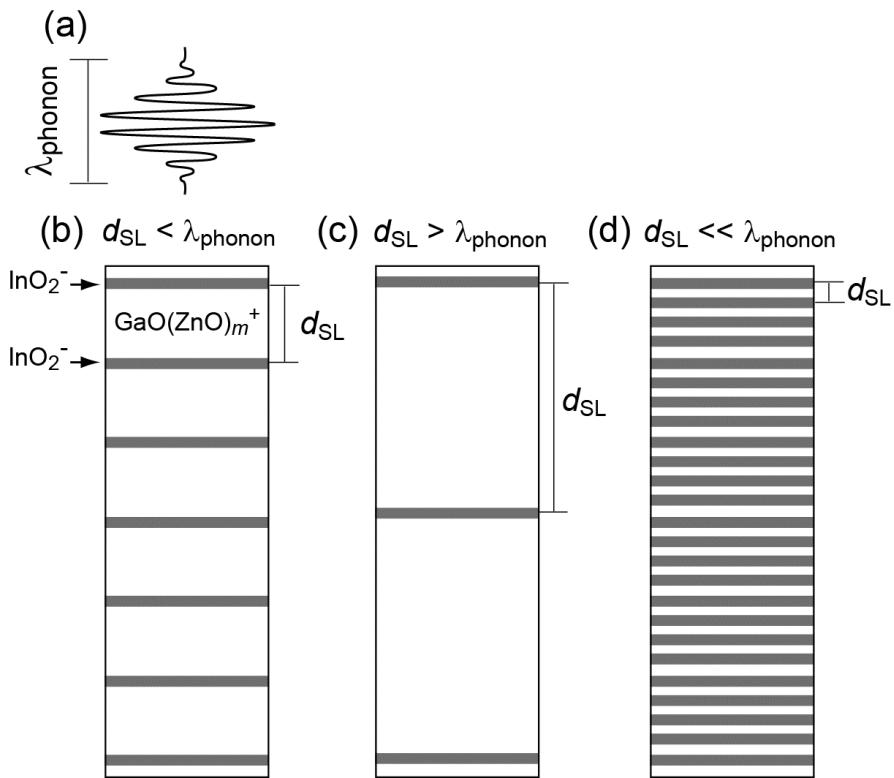 (a)
λphonon
(b) dSL < λphonon
(c) dSL > λphonon
(d) dSL << λphonon
InO2-
GaO(ZnO)m+
dSL
InO2-
dSL
dSL